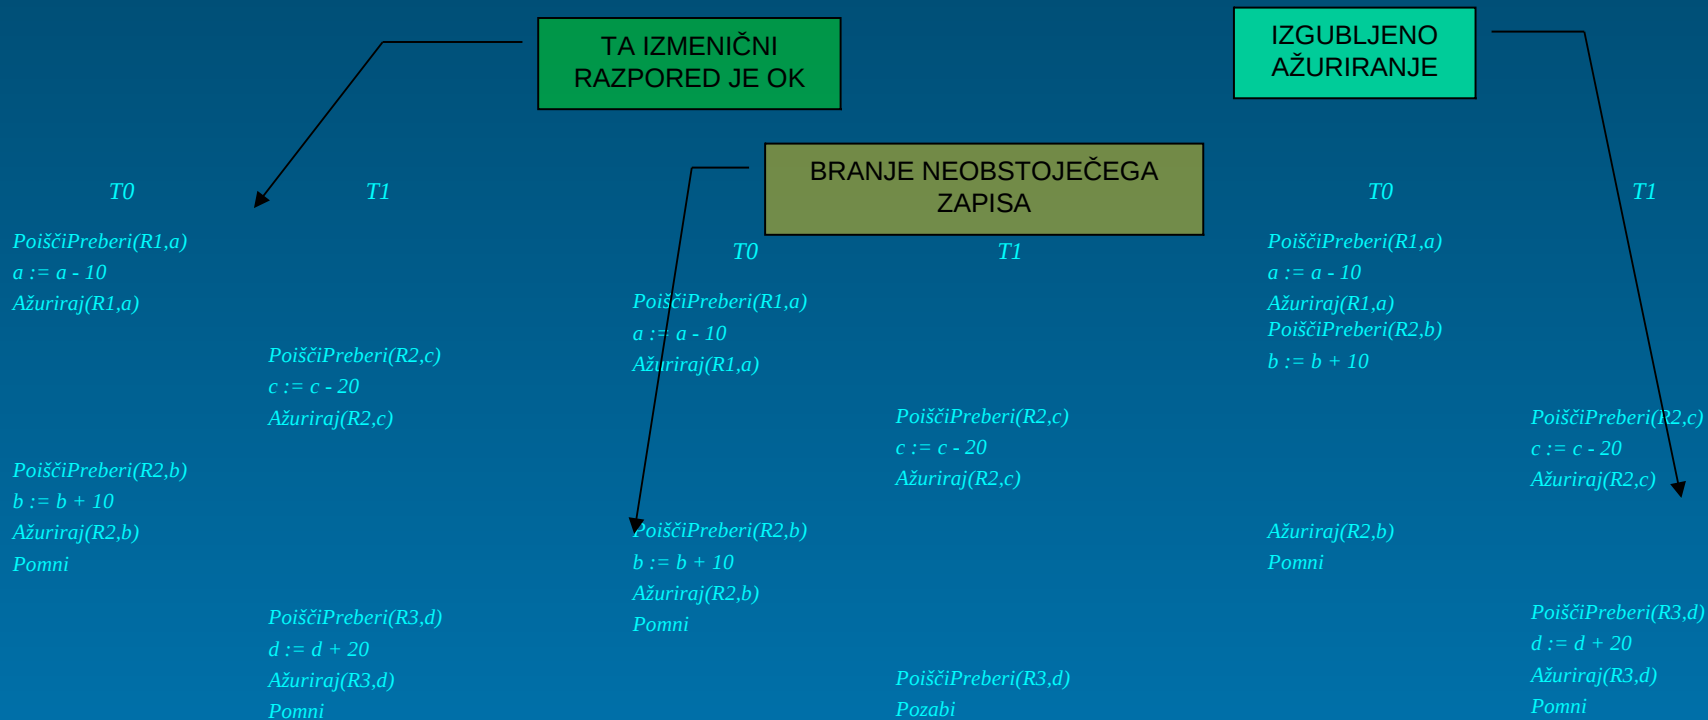 TA IZMENIČNI
RAZPORED JE OK
IZGUBLJENO
AŽURIRANJE
BRANJE NEOBSTOJEČEGA
ZAPISA
T0
T1
PoiščiPreberi(R1,a)
a := a - 10
Ažuriraj(R1,a)
PoiščiPreberi(R2,c)
c := c - 20
Ažuriraj(R2,c)
PoiščiPreberi(R2,b)
b := b + 10
Ažuriraj(R2,b)
Pomni
PoiščiPreberi(R3,d)
d := d + 20
Ažuriraj(R3,d)
Pomni
T0
T1
PoiščiPreberi(R1,a)
a := a - 10
Ažuriraj(R1,a)
PoiščiPreberi(R2,c)
c := c - 20
Ažuriraj(R2,c)
PoiščiPreberi(R2,b)
b := b + 10
Ažuriraj(R2,b)
Pomni
PoiščiPreberi(R3,d)
Pozabi
T0
T1
PoiščiPreberi(R1,a)
a := a - 10
Ažuriraj(R1,a)
PoiščiPreberi(R2,b)
b := b + 10
PoiščiPreberi(R2,c)
c := c - 20
Ažuriraj(R2,c)
Ažuriraj(R2,b)
Pomni
PoiščiPreberi(R3,d)
d := d + 20
Ažuriraj(R3,d)
Pomni